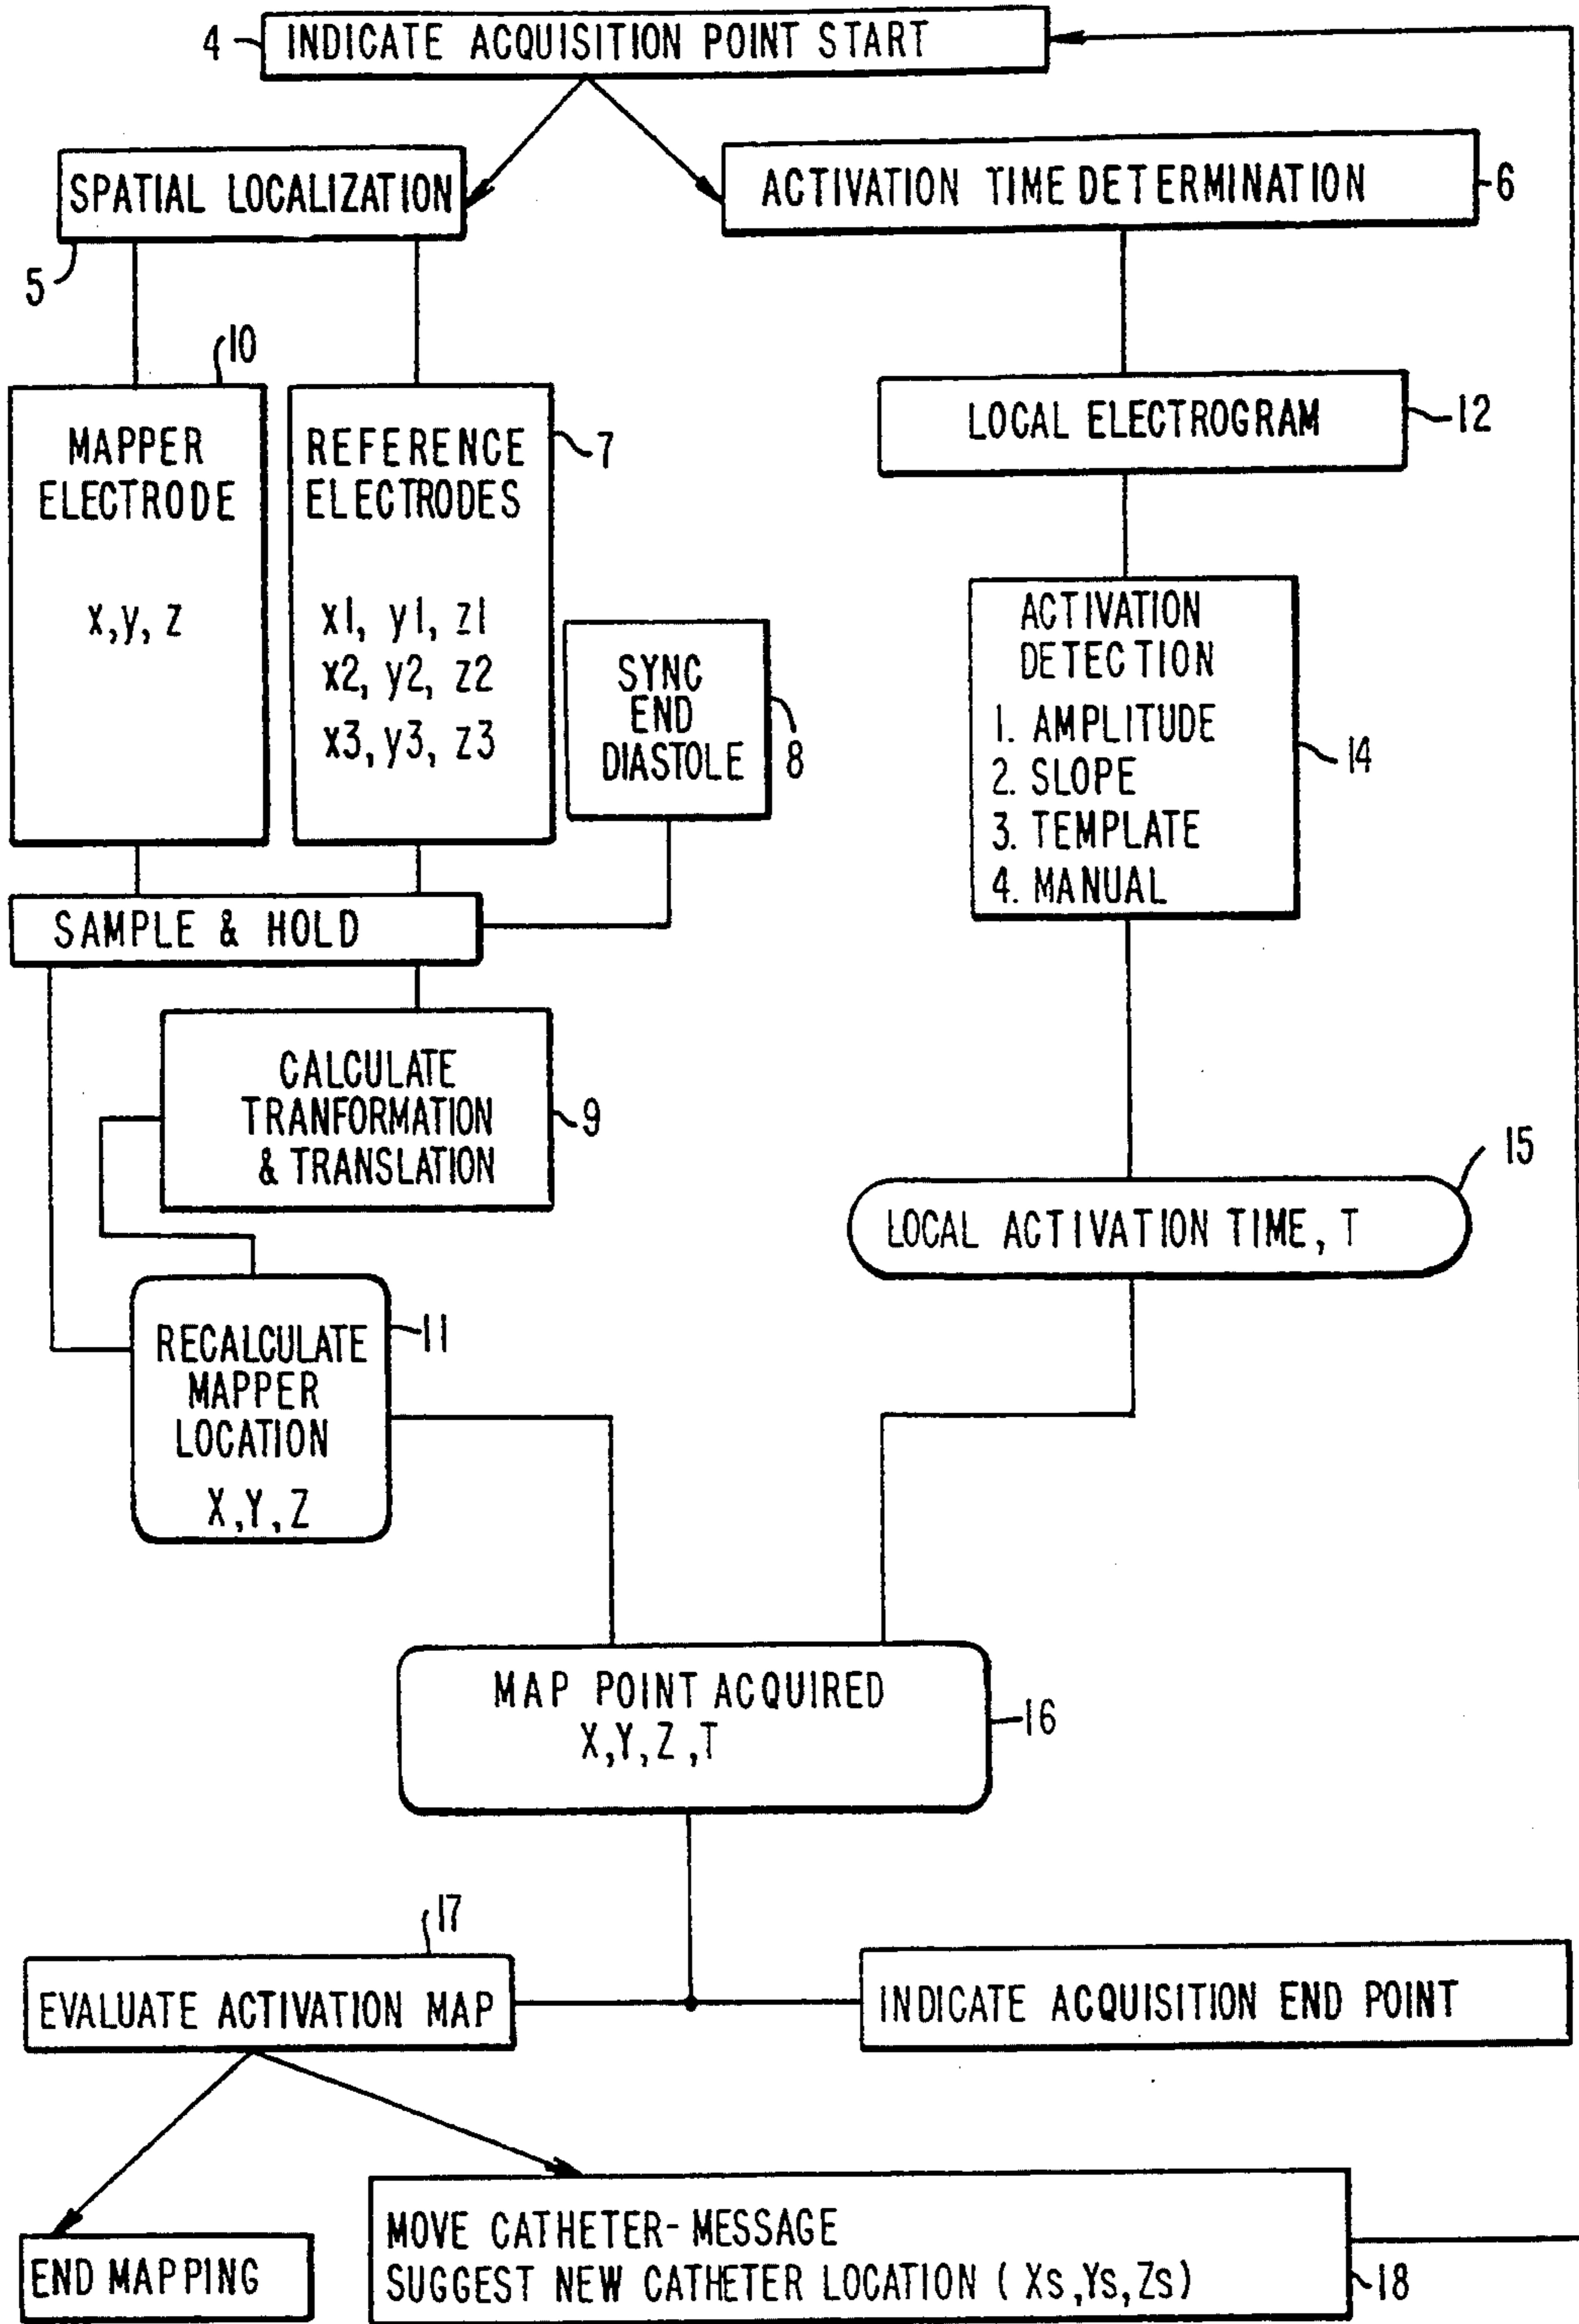 4 INDICATE ACQUISITION POINT START
SPATIAL LOCALIZATION
5
ACTIVATION TIME DETERMINATION 6
10
MAPPER
ELECTRODE
x, y, z
REFERENCE
ELECTRODES
7
x1, y1, z1
x2, y2, z2
x3, y3, z3
SYNC
END
DIASTOLE
8
LOCAL ELECTROGRAM 12
ACTIVATION
DETECTION
1. AMPLITUDE
2. SLOPE
3. TEMPLATE
4. MANUAL
14
SAMPLE & HOLD
CALCULATE
TRANFORMATION
& TRANSLATION
9
15
LOCAL ACTIVATION TIME, T
RECALCULATE
MAPPER
LOCATION
X, Y, Z
11
MAP POINT ACQUIRED
X, Y, Z, T
16
17
EVALUATE ACTIVATION MAP
INDICATE ACQUISITION END POINT
END MAPPING
MOVE CATHETER-MESSAGE
SUGGEST NEW CATHETER LOCATION ( Xs, Ys, Zs )
18